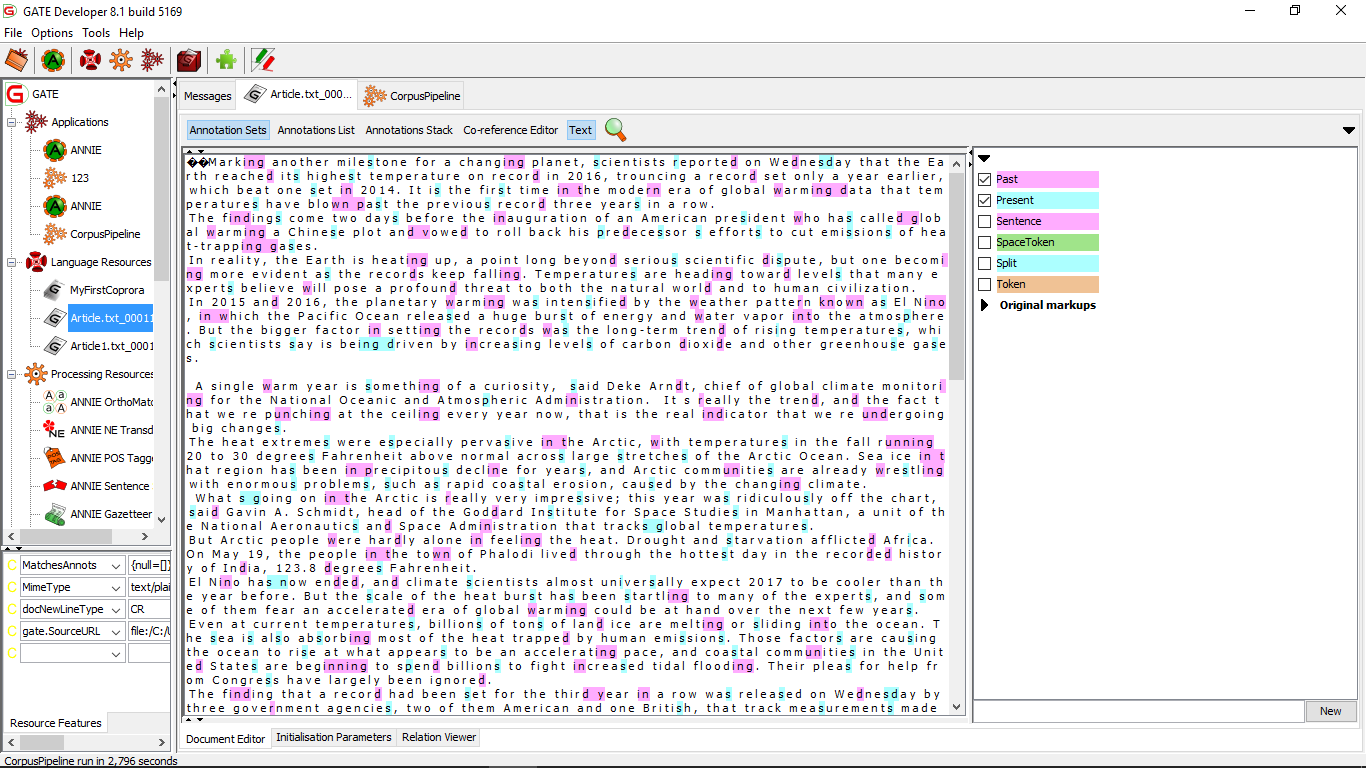 GATE Developer 8.1 build 5169
File Options Tools Help
GATE
Applications
ANNIE
123
ANNIE
CorpusPipeline
Language Resources
MyFirstCoprora
Article.txt_00011
Article1.txt_0001
Processing Resources
ANNIE OrthoMato
ANNIE NE Transd
ANNIE POS Tagge
ANNIE Sentence
ANNIE Gazetteer
C MatchesAnnots {null=[]}
C MimeType text/plai
C docNewLineType CR
C gate.SourceURL file:/C:/U
C
Resource Features
Messages Article.txt_000... CorpusPipeline
Annotation Sets Annotations List Annotations Stack Co-reference Editor Text
��Marking another milestone for a changing planet, scientists reported on Wednesday that the Ea
rth reached its highest temperature on record in 2016, trouncing a record set only a year earlier,
which beat one set in 2014. It is the first time in the modern era of global warming data that tem
peratures have blown past the previous record three years in a row.
The findings come two days before the inauguration of an American president who has called glob
al warming a Chinese plot and vowed to roll back his predecessor s efforts to cut emissions of hea
t-trapping gases.
In reality, the Earth is heating up, a point long beyond serious scientific dispute, but one becomi
ng more evident as the records keep falling. Temperatures are heading toward levels that many e
xperts believe will pose a profound threat to both the natural world and to human civilization.
In 2015 and 2016, the planetary warming was intensified by the weather pattern known as El Nino
, in which the Pacific Ocean released a huge burst of energy and water vapor into the atmosphere
. But the bigger factor in setting the records was the long-term trend of rising temperatures, whi
ch scientists say is being driven by increasing levels of carbon dioxide and other greenhouse gase
s.
A single warm year is something of a curiosity, said Deke Arndt, chief of global climate monitori
ng for the National Oceanic and Atmospheric Administration. It s really the trend, and the fact t
hat we re punching at the ceiling every year now, that is the real indicator that we re undergoing
big changes.
The heat extremes were especially pervasive in the Arctic, with temperatures in the fall running
20 to 30 degrees Fahrenheit above normal across large stretches of the Arctic Ocean. Sea ice in t
hat region has been in precipitous decline for years, and Arctic communities are already wrestling
with enormous problems, such as rapid coastal erosion, caused by the changing climate.
What s going on in the Arctic is really very impressive; this year was ridiculously off the chart,
said Gavin A. Schmidt, head of the Goddard Institute for Space Studies in Manhattan, a unit of th
e National Aeronautics and Space Administration that tracks global temperatures.
But Arctic people were hardly alone in feeling the heat. Drought and starvation afflicted Africa.
On May 19, the people in the town of Phalodi lived through the hottest day in the recorded histor
y of India, 123.8 degrees Fahrenheit.
El Nino has now ended, and climate scientists almost universally expect 2017 to be cooler than th
e year before. But the scale of the heat burst has been startling to many of the experts, and som
e of them fear an accelerated era of global warming could be at hand over the next few years.
Even at current temperatures, billions of tons of land ice are melting or sliding into the ocean. T
he sea is also absorbing most of the heat trapped by human emissions. Those factors are causing
the ocean to rise at what appears to be an accelerating pace, and coastal communities in the Unit
ed States are beginning to spend billions to fight increased tidal flooding. Their pleas for help fr
om Congress have largely been ignored.
The finding that a record had been set for the third year in a row was released on Wednesday by
three government agencies, two of them American and one British, that track measurements made
Past
Present
Sentence
SpaceToken
Split
Token
Original markups
New
Document Editor Initialisation Parameters Relation Viewer
CorpusPipeline run in 2,796 seconds